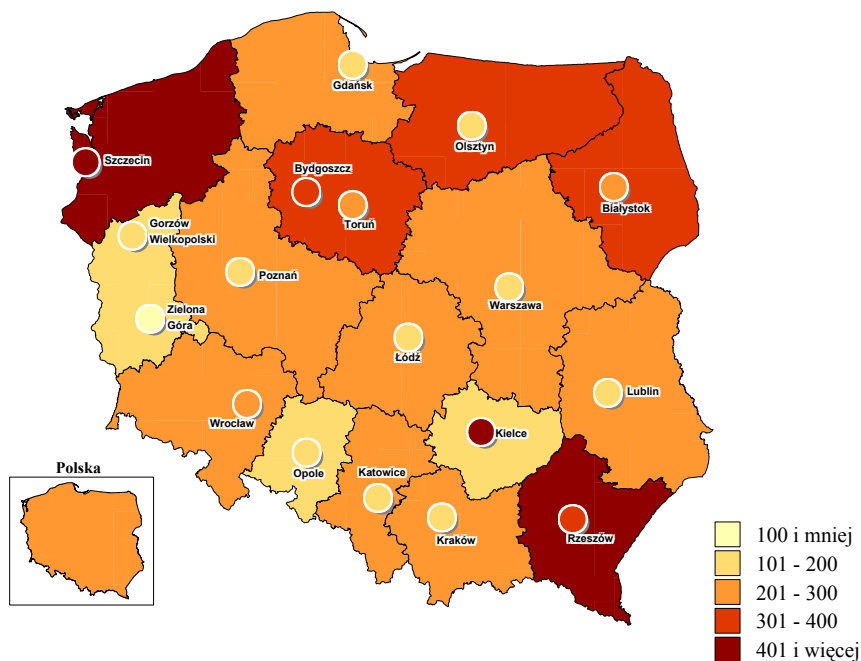 Gdańsk
Olsztyn
Szczecin
Bydgoszcz
Toruń
Białystok
Gorzów
Wielkopolski
Poznań
Warszawa
Zielona
Góra
Łódź
Lublin
Wrocław
Kielce
Opole
Katowice
Kraków
Rzeszów
Polska
100 i mniej
101 - 200
201 - 300
301 - 400
401 i więcej